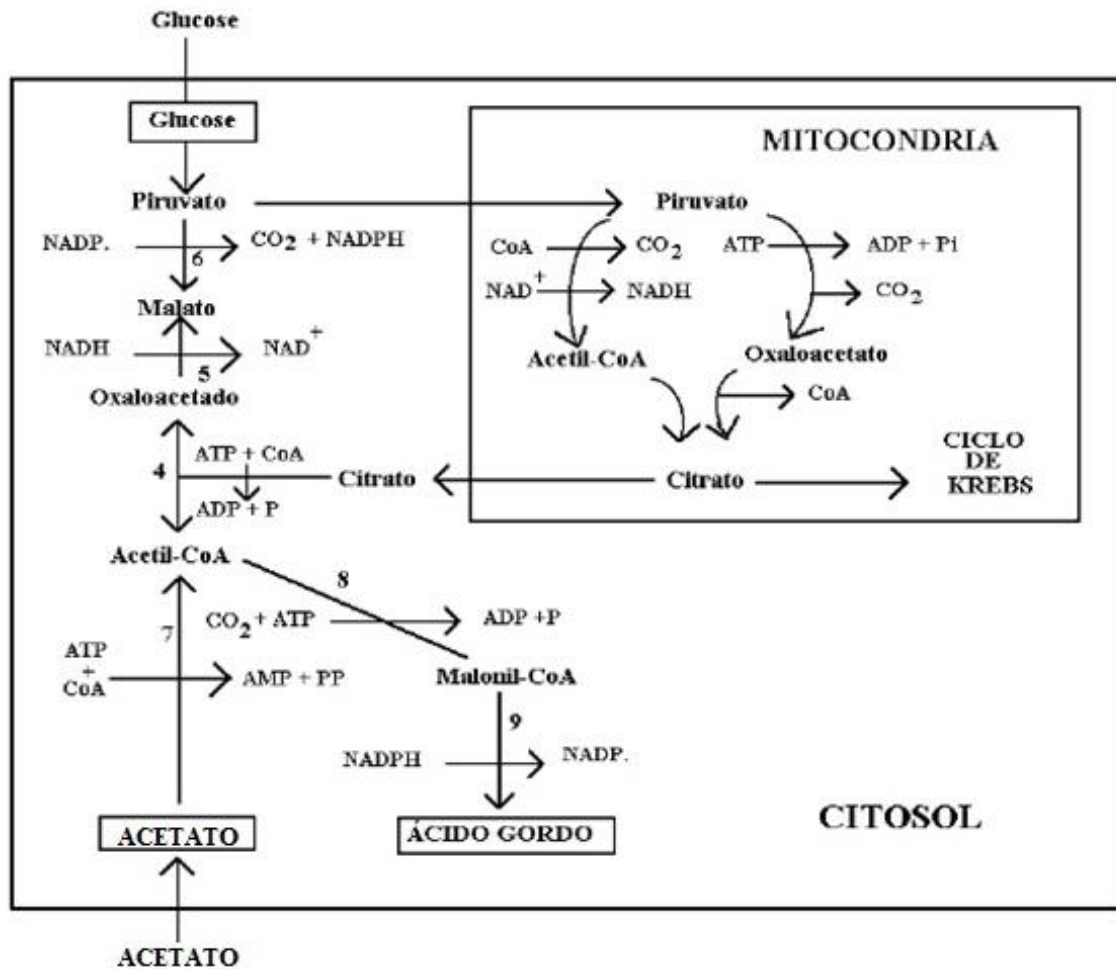 Glucose
Glucose
MITOCONDRIA
Piruvato
Piruvato
NADP.
CO2 + NADPH
6
CoA
CO2
ATP
ADP + Pi
NAD+
NADH
CO2
Malato
NADH
NAD+
5
Acetil-CoA
Oxaloacetato
Oxaloacetado
CoA
ATP + CoA
4
Citrato
Citrato
CICLO
DE
KREBS
ADP + P
Acetil-CoA
8
7
CO2 + ATP
ADP +P
ATP
+
CoA
AMP + PP
Malonil-CoA
9
NADPH
NADP.
ACETATO
ÁCIDO GORDO
CITOSOL
ACETATO